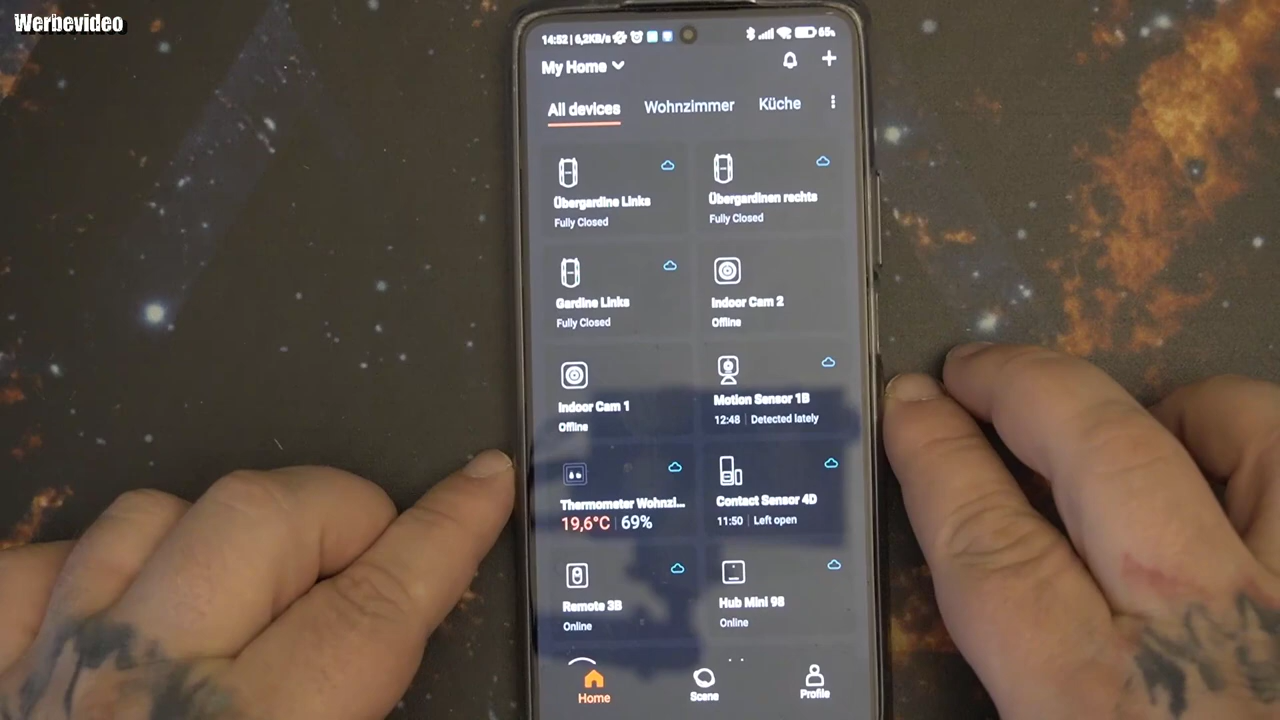 Werbevideo
14:52 | 6,2KB/s
65%
My Home
All devices
Wohnzimmer
Küche
Übergardine Links
Fully Closed
Übergardinen rechts
Fully Closed
Gardine Links
Fully Closed
Indoor Cam 2
Offline
Indoor Cam 1
Offline
Motion Sensor 1B
12:48 | Detected lately
Thermometer Wohnzi...
19,6°C | 69%
Contact Sensor 4D
11:50 | Left open
Remote 3B
Online
Hub Mini 98
Online
Home
Scene
Profile